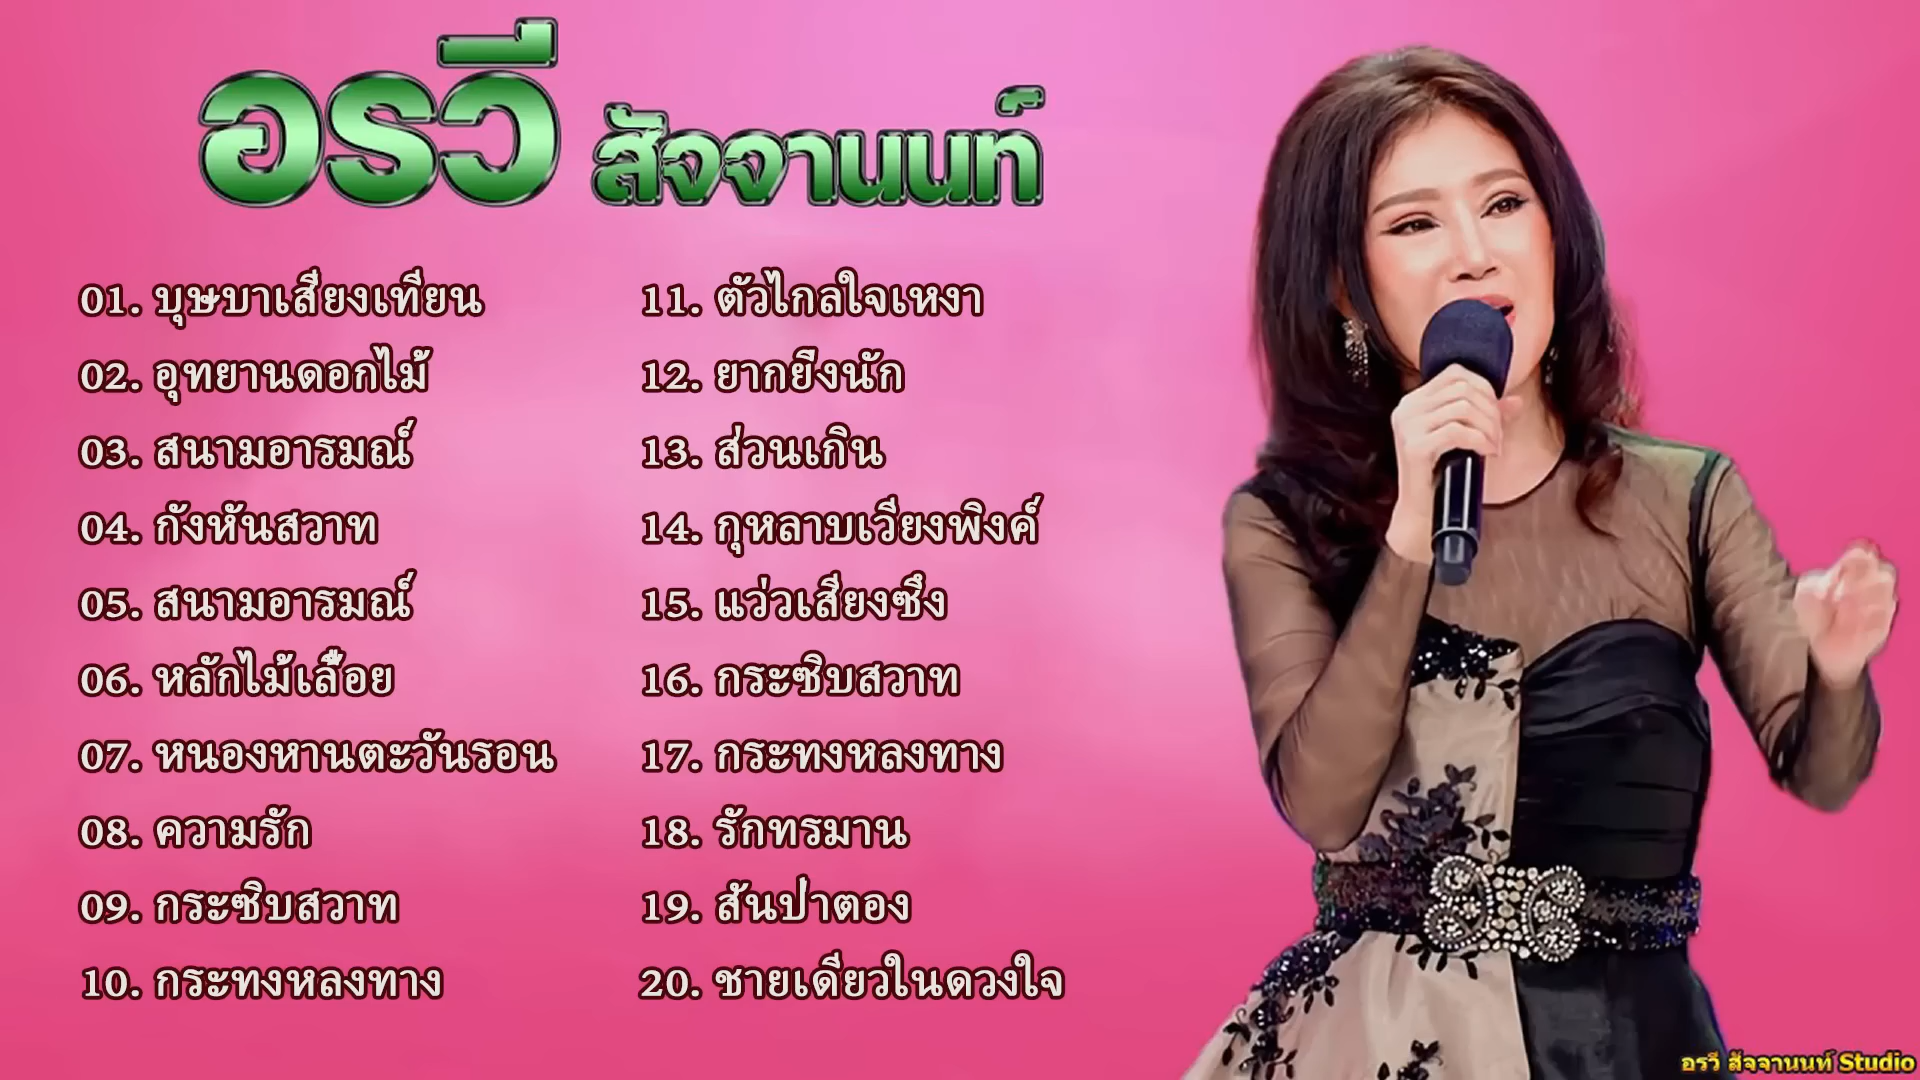 อรวี สัจจานนท์
01. บุษบาเสี่ยงเทียน
02. อุทยานดอกไม้
03. สนามอารมณ์
04. กังหันสวาท
05. สนามอารมณ์
06. หลักไม้เลื้อย
07. หนองหานตะวันรอน
08. ความรัก
09. กระซิบสวาท
10. กระทงหลงทาง
11. ตัวไกลใจเหงา
12. ยากยิ่งนัก
13. ส่วนเกิน
14. กุหลาบเวียงพิงค์
15. แว่วเสียงซึง
16. กระซิบสวาท
17. กระทงหลงทาง
18. รักทรมาน
19. สันป่าตอง
20. ชายเดียวในดวงใจ
อรวี สัจจานนท์ Studio